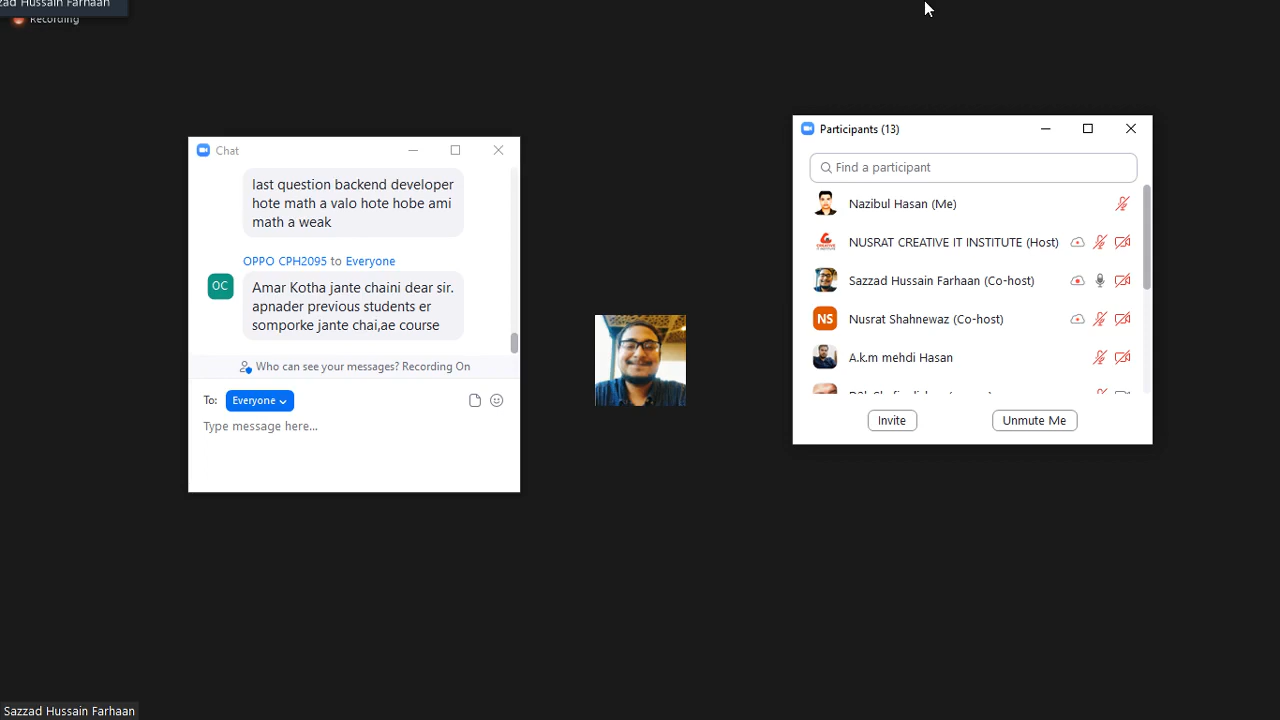 zad Hussain Farhaan
Recording
Chat
last question backend developer
hote math a valo hote hobe ami
math a weak
OPPO CPH2095 to Everyone
OC
Amar Kotha jante chaini dear sir.
apnader previous students er
somporke jante chai,ae course
Who can see your messages? Recording On
To: Everyone
Type message here...
Participants (13)
Find a participant
Nazibul Hasan (Me)
NUSRAT CREATIVE IT INSTITUTE (Host)
Sazzad Hussain Farhaan (Co-host)
NS
Nusrat Shahnewaz (Co-host)
A.k.m mehdi Hasan
Invite
Unmute Me
Sazzad Hussain Farhaan